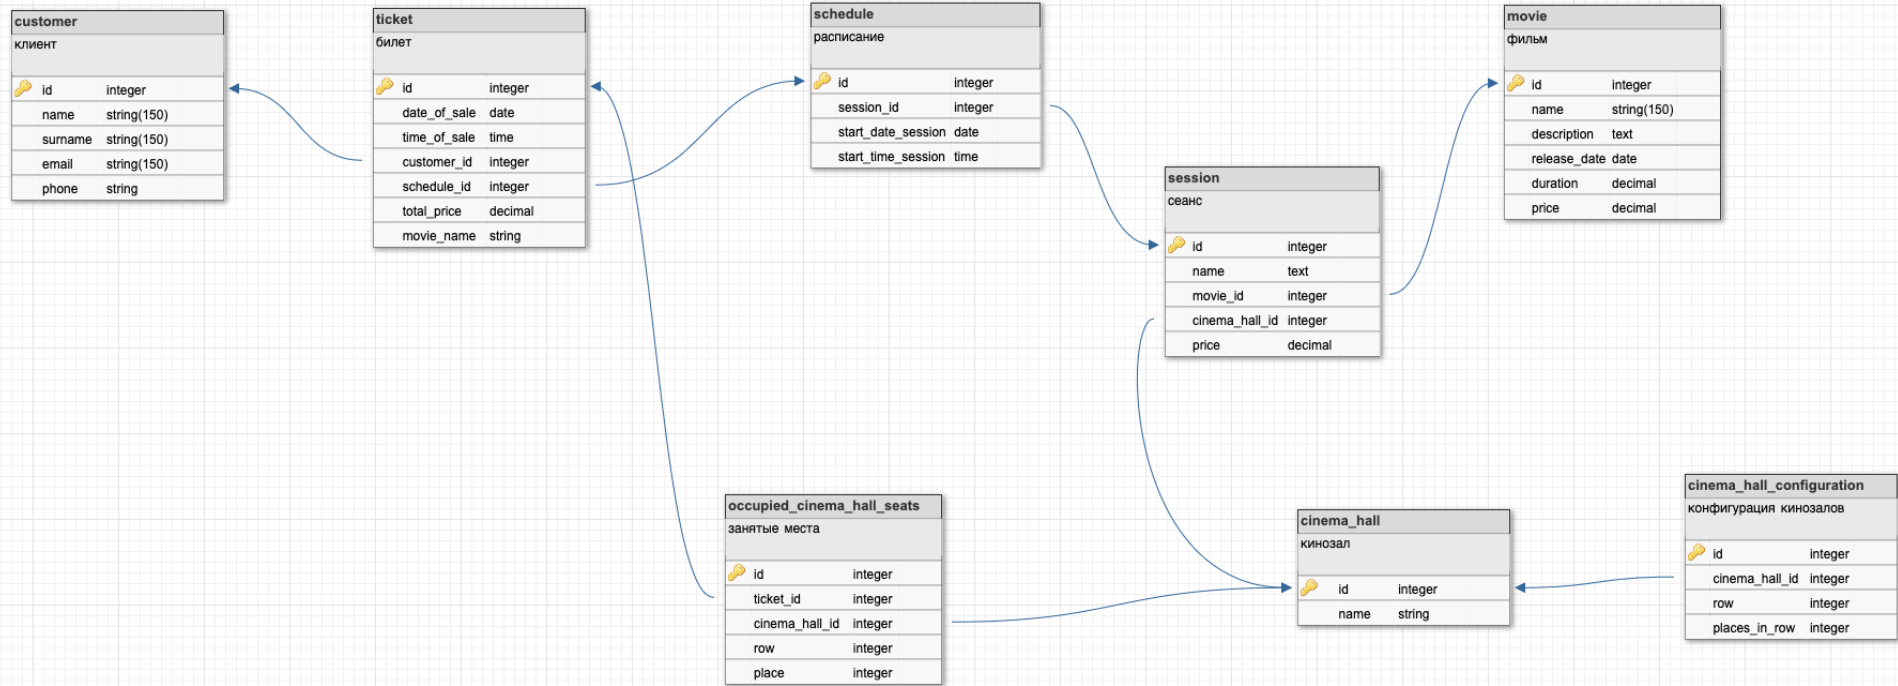 customer
клиент
id integer
name string(150)
surname string(150)
email string(150)
phone string
ticket
билет
id integer
date_of_sale date
time_of_sale time
customer_id integer
schedule_id integer
total_price decimal
movie_name string
schedule
расписание
id integer
session_id integer
start_date_session date
start_time_session time
session
сеанс
id integer
name text
movie_id integer
cinema_hall_id integer
price decimal
movie
фильм
id integer
name string(150)
description text
release_date date
duration decimal
price decimal
occupied_cinema_hall_seats
занятые места
id integer
ticket_id integer
cinema_hall_id integer
row integer
place integer
cinema_hall
кинозал
id integer
name string
cinema_hall_configuration
конфигурация кинозалов
id integer
cinema_hall_id integer
row integer
places_in_row integer